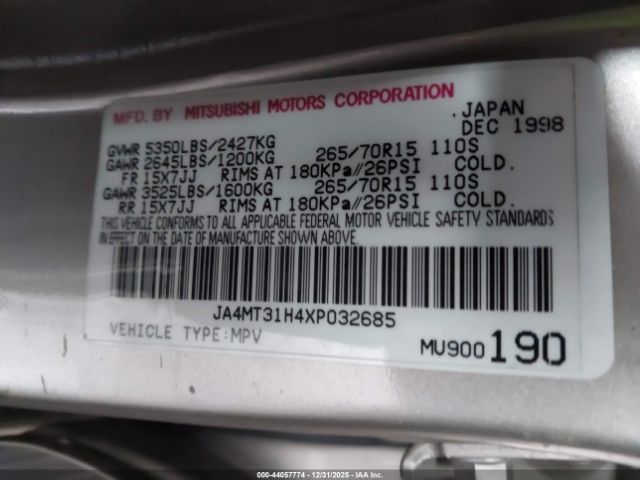 MFD. BY MITSUBISHI MOTORS CORPORATION
.JAPAN
DEC 1998
GVWR 5350LBS/2427KG
GAWR 2645LBS/1200KG 265/70R15 110S
FR 15X7JJ RIMS AT 180KPa//26PSI COLD.
GAWR 3525LBS/1600KG 265/70R15 110S
RR 15X7JJ RIMS AT 180KPa//26PSI COLD.
THIS VEHICLE CONFORMS TO ALL APPLICABLE FEDERAL MOTOR VEHICLE SAFETY STANDARDS
IN EFFECT ON THE DATE OF MANUFACTURE SHOWN ABOVE.
JA4MT31H4XP032685
VEHICLE TYPE:MPV
MU900 190
000-44057774 - 12/31/2025 - IAAI.CA